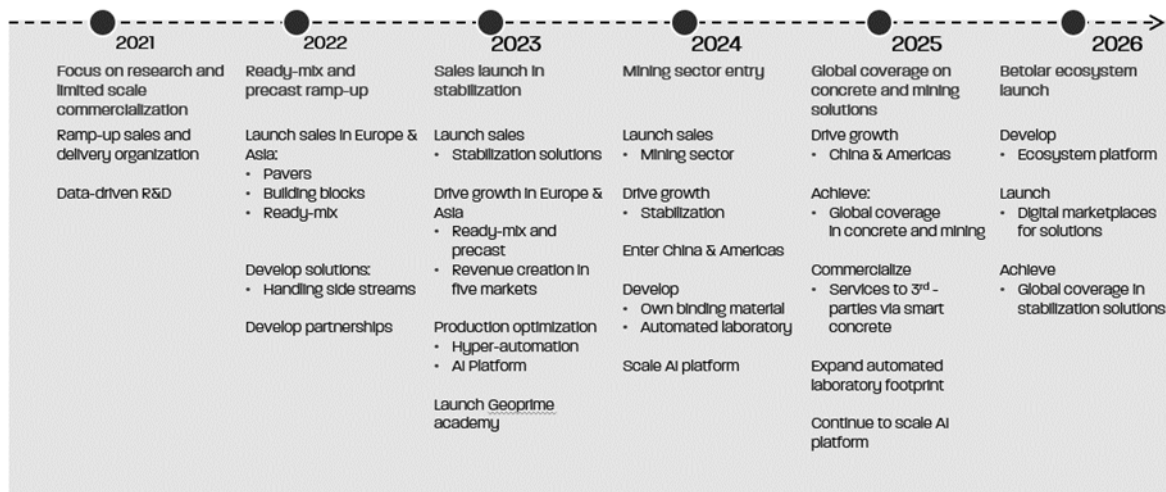 2021
Focus on research and
limited scale
commercialization
Ramp-up sales and
delivery organization
Data-driven R&D
2022
Ready-mix and
precast ramp-up
Launch sales in Europe &
Asia:
• Pavers
• Building blocks
• Ready-mix
Develop solutions:
• Handling side streams
Develop partnerships
2023
Sales launch in
stabilization
Launch sales
• Stabilization solutions
Drive growth in Europe &
Asia
• Ready-mix and
precast
• Revenue creation in
five markets
Production optimization
• Hyper-automation
• AI Platform
Launch Geoprime
academy
2024
Mining sector entry
Launch sales
• Mining sector
Drive growth
• Stabilization
Enter China & Americas
Develop
• Own binding material
• Automated laboratory
Scale AI platform
2025
Global coverage on
concrete and mining
solutions
Drive growth
• China & Americas
Achieve:
• Global coverage
in concrete and mining
Commercialize
• Services to 3rd -
parties via smart
concrete
Expand automated
laboratory footprint
Continue to scale AI
platform
2026
Betolar ecosystem
launch
Develop
• Ecosystem platform
Launch
• Digital marketplaces
for solutions
Achieve
• Global coverage in
stabilization solutions